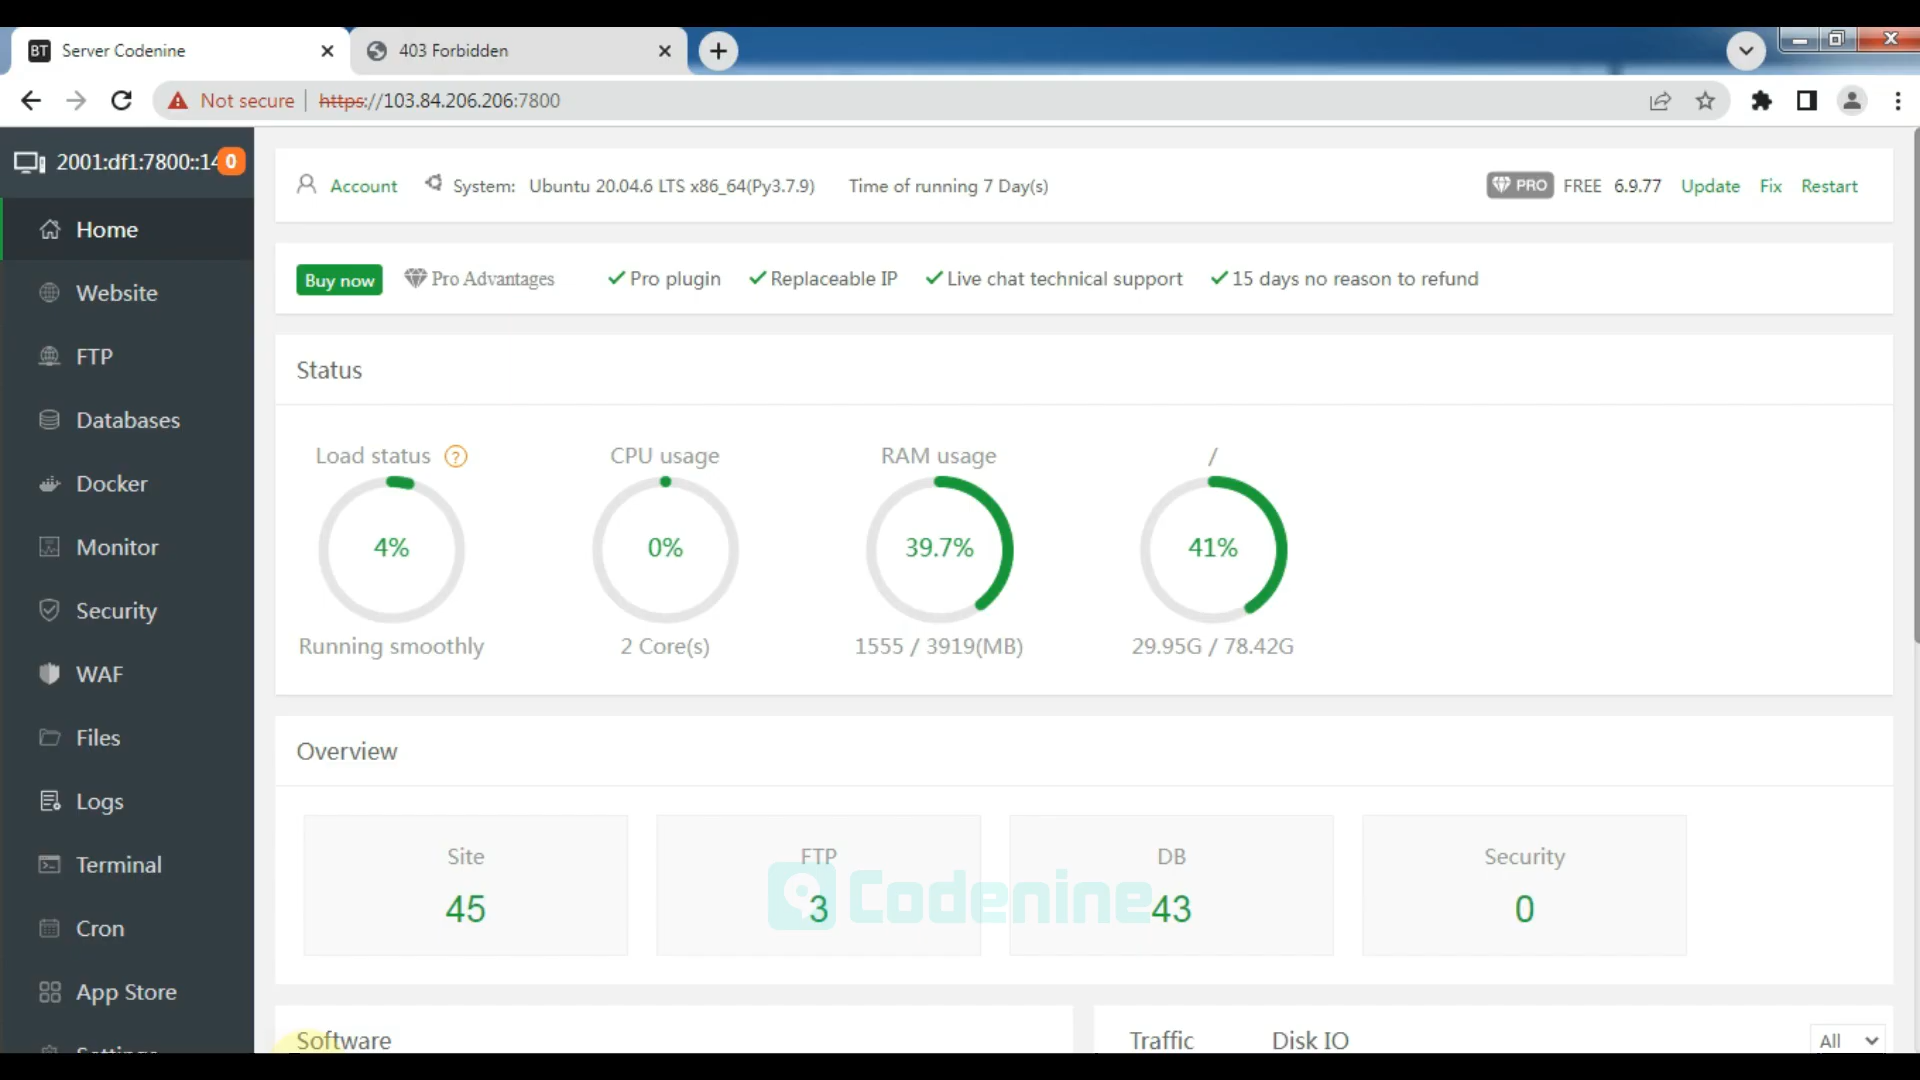 BT Server Codenine
403 Forbidden
Not secure https://103.84.206.206:7800
2001:df1:7800::14 0
Account System: Ubuntu 20.04.6 LTS x86_64(Py3.7.9) Time of running 7 Day(s) PRO FREE 6.9.77 Update Fix Restart
Home
Website
FTP
Databases
Docker
Monitor
Security
WAF
Files
Logs
Terminal
Cron
App Store
Settings
Buy now Pro Advantages Pro plugin Replaceable IP Live chat technical support 15 days no reason to refund
Status
Load status ? CPU usage RAM usage /
4% 0% 39.7% 41%
Running smoothly 2 Core(s) 1555 / 3919(MB) 29.95G / 78.42G
Overview
Site FTP DB Security
45 3 43 0
Codenine
Software Traffic Disk IO All